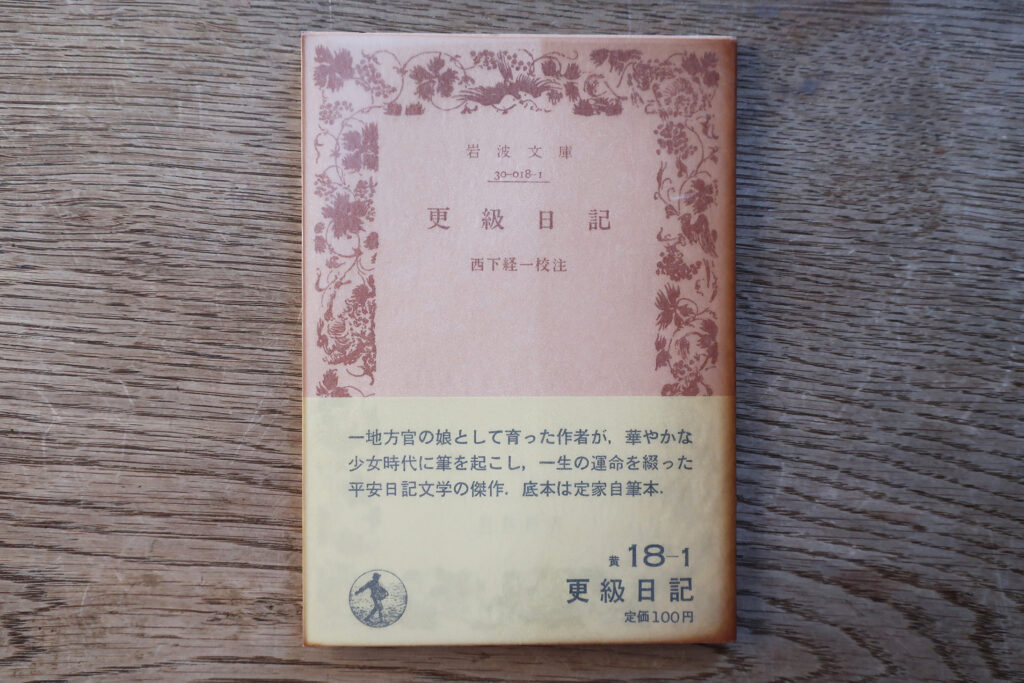 岩波文庫
30-018-1
更級日記
西下経一校注
一地方官の娘として育った作者が，華やかな
少女時代に筆を起こし，一生の運命を綴った
平安日記文学の傑作．底本は定家自筆本．
黄 18-1
更級日記
定価100円